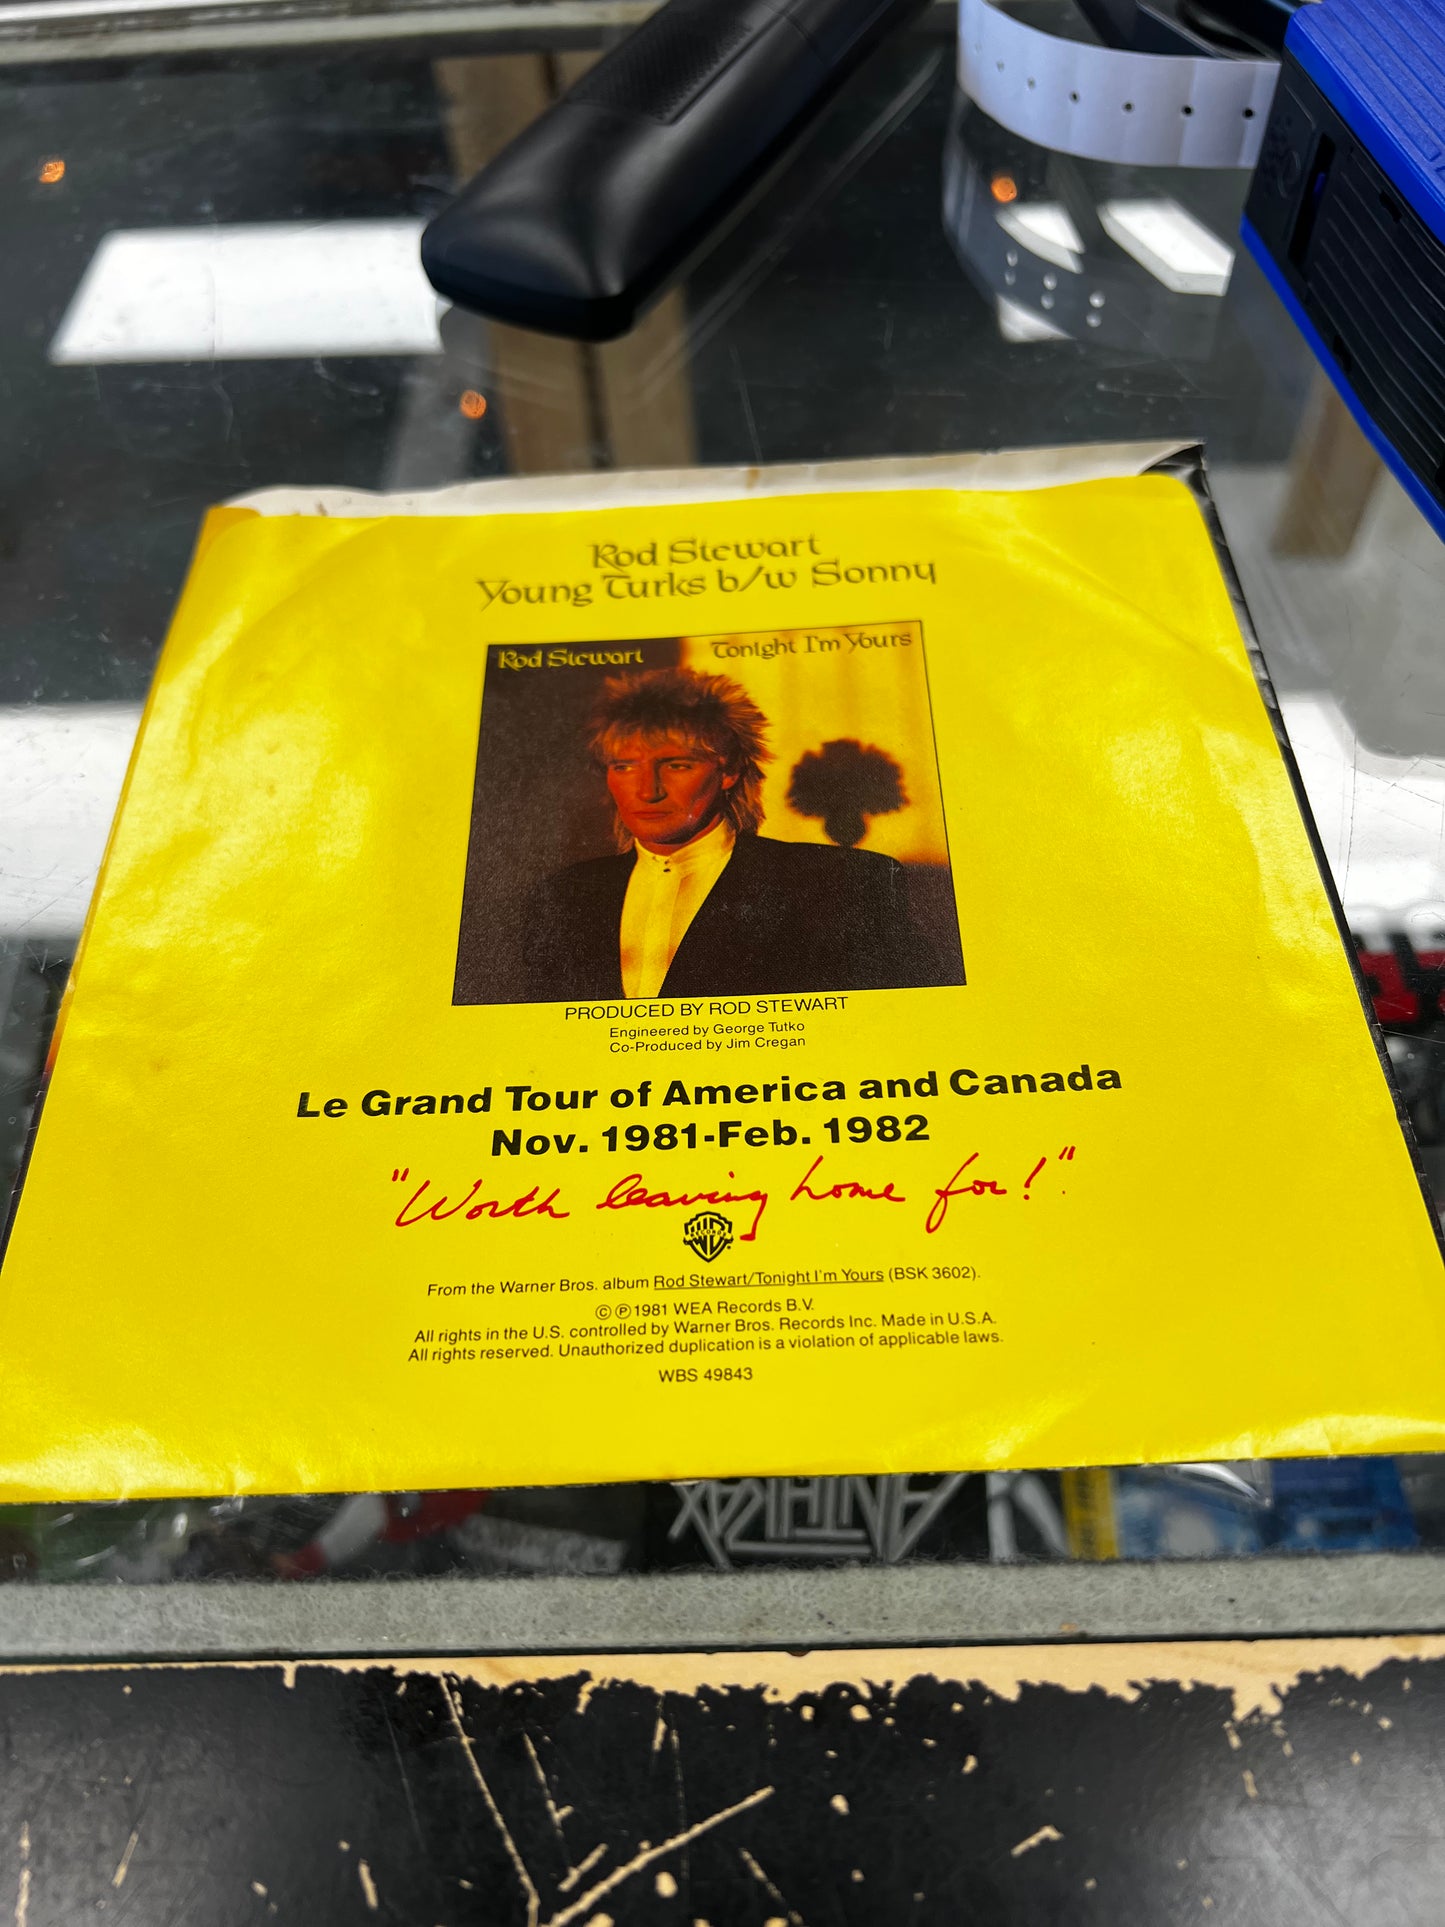 Rod Stewart
Young Turks b/w Sonny
Rod Stewart Tonight I'm Yours
PRODUCED BY ROD STEWART
Engineered by George Tutko
Co-Produced by Jim Cregan
Le Grand Tour of America and Canada
Nov. 1981-Feb. 1982
"Worth leaving home for!"
WB
RECORDS
From the Warner Bros. album Rod Stewart/Tonight I'm Yours (BSK 3602).
© ℗ 1981 WEA Records B.V.
All rights in the U.S. controlled by Warner Bros. Records Inc. Made in U.S.A.
All rights reserved. Unauthorized duplication is a violation of applicable laws.
WBS 49843
ANTHRAX